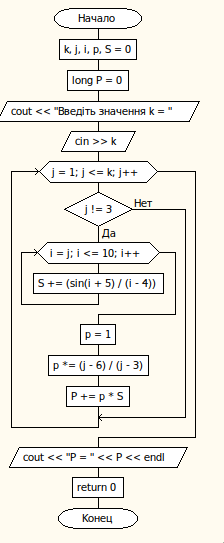 Начало
k, j, i, p, S = 0
long P = 0
cout << "Введіть значення k = "
cin >> k
j = 1; j <= k; j++
j != 3
Нет
Да
i = j; i <= 10; i++
S += (sin(i + 5) / (i - 4))
p = 1
p *= (j - 6) / (j - 3)
P += p * S
cout << "P = " << P << endl
return 0
Конец